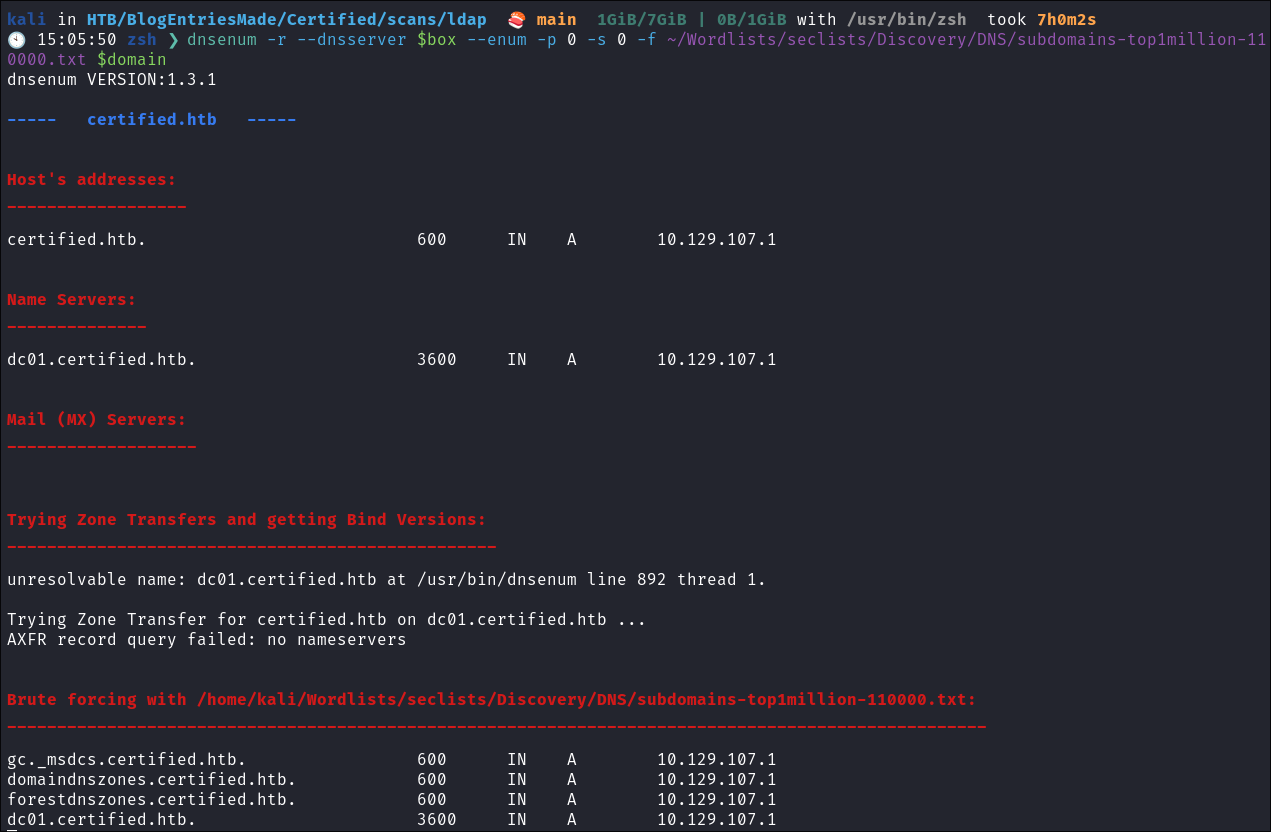 kali in HTB/BlogEntriesMade/Certified/scans/ldap 🍣 main 1GiB/7GiB | 0B/1GiB with /usr/bin/zsh took 7h0m2s
🕙 15:05:50 zsh ❯ dnsenum -r --dnsserver $box --enum -p 0 -s 0 -f ~/Wordlists/seclists/Discovery/DNS/subdomains-top1million-11
0000.txt $domain
dnsenum VERSION:1.3.1
----- certified.htb -----
Host's addresses:
__________________
certified.htb. 600 IN A 10.129.107.1
Name Servers:
______________
dc01.certified.htb. 3600 IN A 10.129.107.1
Mail (MX) Servers:
___________________
Trying Zone Transfers and getting Bind Versions:
_________________________________________________
unresolvable name: dc01.certified.htb at /usr/bin/dnsenum line 892 thread 1.
Trying Zone Transfer for certified.htb on dc01.certified.htb ...
AXFR record query failed: no nameservers
Brute forcing with /home/kali/Wordlists/seclists/Discovery/DNS/subdomains-top1million-110000.txt:
__________________________________________________________________________________________________
gc._msdcs.certified.htb. 600 IN A 10.129.107.1
domaindnszones.certified.htb. 600 IN A 10.129.107.1
forestdnszones.certified.htb. 600 IN A 10.129.107.1
dc01.certified.htb. 3600 IN A 10.129.107.1